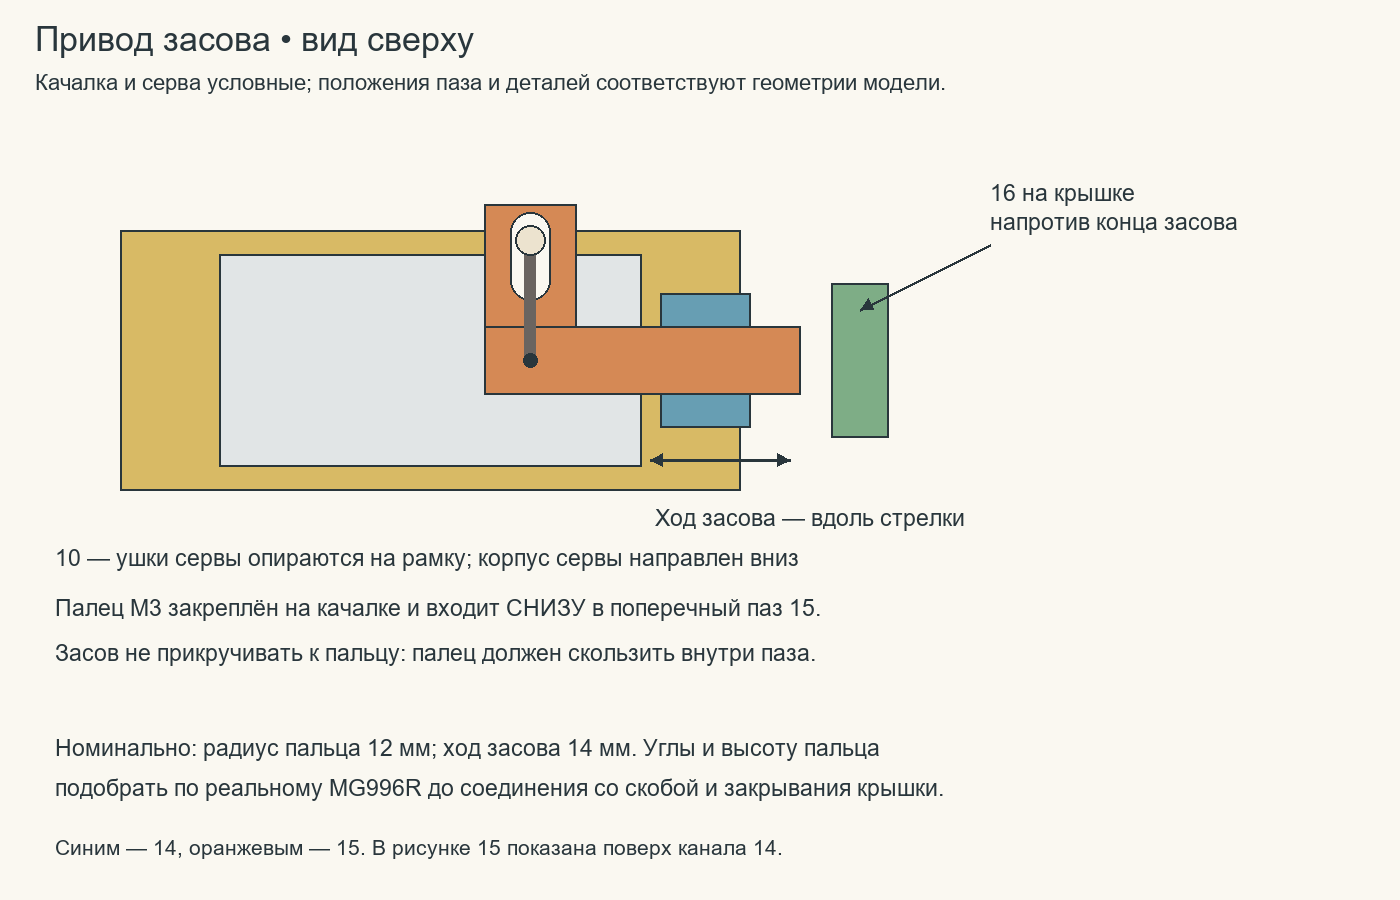 Привод засова • вид сверху
Качалка и серва условные; положения паза и деталей соответствуют геометрии модели.
16 на крышке
напротив конца засова
Ход засова — вдоль стрелки
10 — ушки сервы опираются на рамку; корпус сервы направлен вниз
Палец М3 закреплён на качалке и входит СНИЗУ в поперечный паз 15.
Засов не прикручивать к пальцу: палец должен скользить внутри паза.
Номинально: радиус пальца 12 мм; ход засова 14 мм. Углы и высоту пальца
подобрать по реальному MG996R до соединения со скобой и закрывания крышки.
Синим — 14, оранжевым — 15. В рисунке 15 показана поверх канала 14.